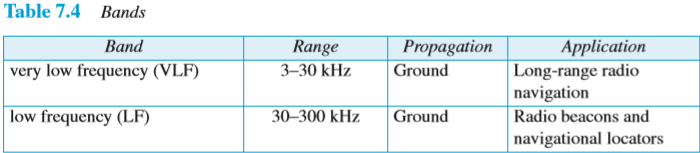 Table 7.4 Bands
Band Range Propagation Application
very low frequency (VLF) 3–30 kHz Ground Long-range radio
navigation
low frequency (LF) 30–300 kHz Ground Radio beacons and
navigational locators